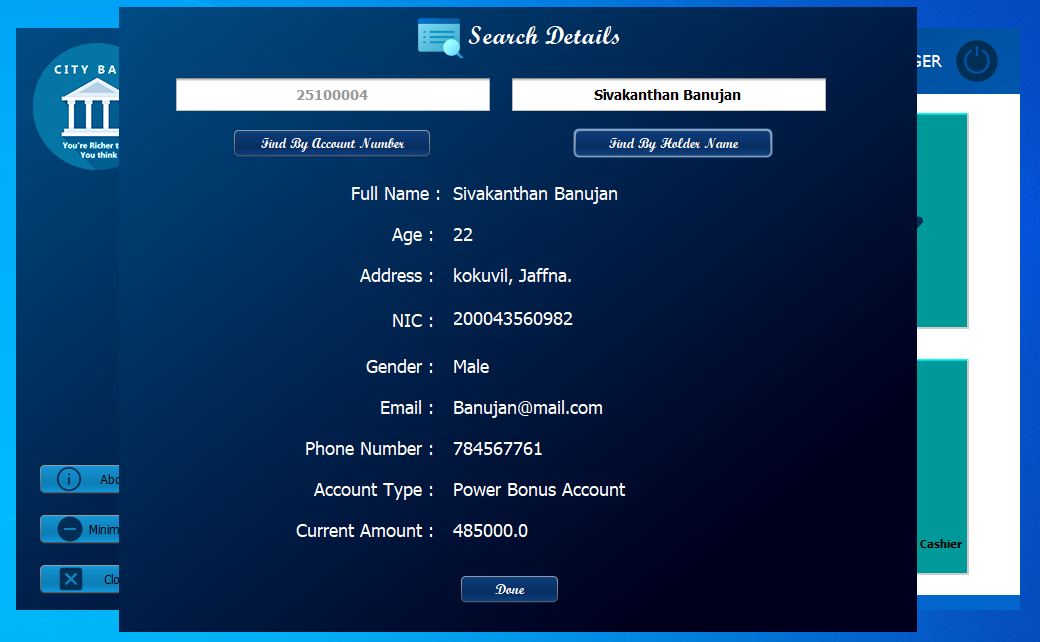 Search Details
CITY BA
You're Richer t
You think
GER
25100004
Sivakanthan Banujan
Find By Account Number
Find By Holder Name
Full Name : Sivakanthan Banujan
Age : 22
Address : kokuvil, Jaffna.
NIC : 200043560982
Gender : Male
Email : Banujan@mail.com
Phone Number : 784567761
Account Type : Power Bonus Account
Current Amount : 485000.0
Done
Abo
Minim
Clo
Cashier